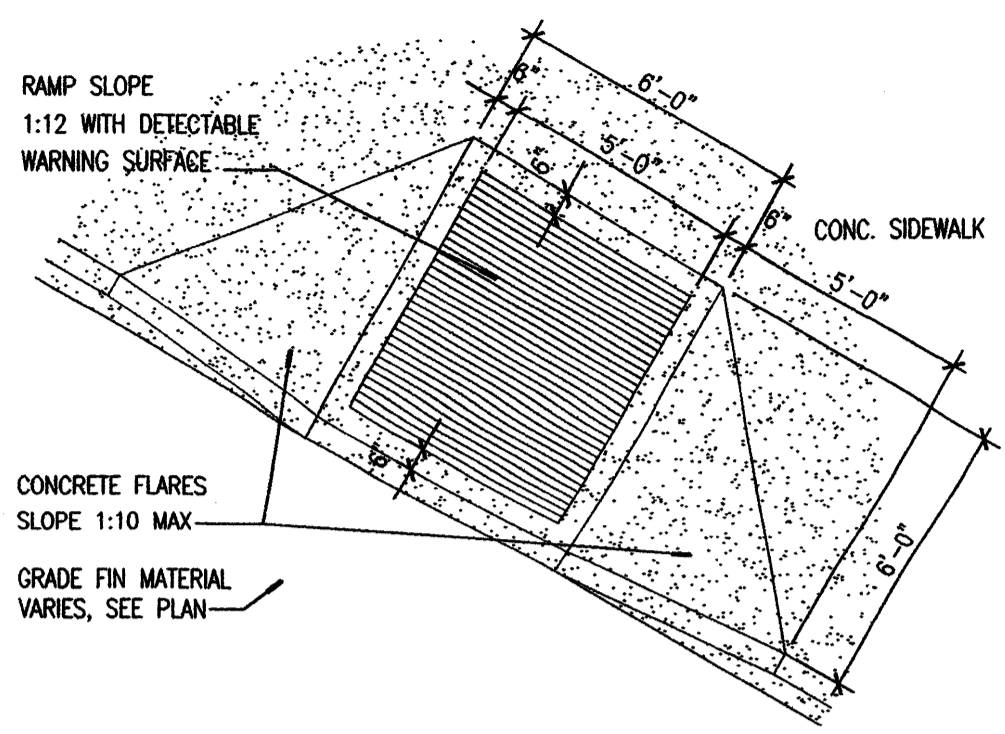 RAMP SLOPE
1:12 WITH DETECTABLE
WARNING SURFACE
6"
6'-0"
5'-0"
6"
6"
CONC. SIDEWALK
5'-0"
6"
CONCRETE FLARES
SLOPE 1:10 MAX
6'-0"
GRADE FIN MATERIAL
VARIES, SEE PLAN